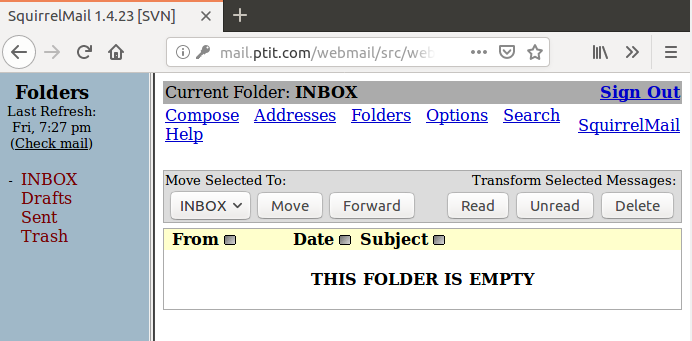 SquirrelMail 1.4.23 [SVN]
mail.ptit.com/webmail/src/web
Folders
Last Refresh:
Fri, 7:27 pm
(Check mail)
- INBOX
Drafts
Sent
Trash
Current Folder: INBOX Sign Out
Compose Addresses Folders Options Search SquirrelMail
Help
Move Selected To: Transform Selected Messages:
INBOX Move Forward Read Unread Delete
From Date Subject
THIS FOLDER IS EMPTY